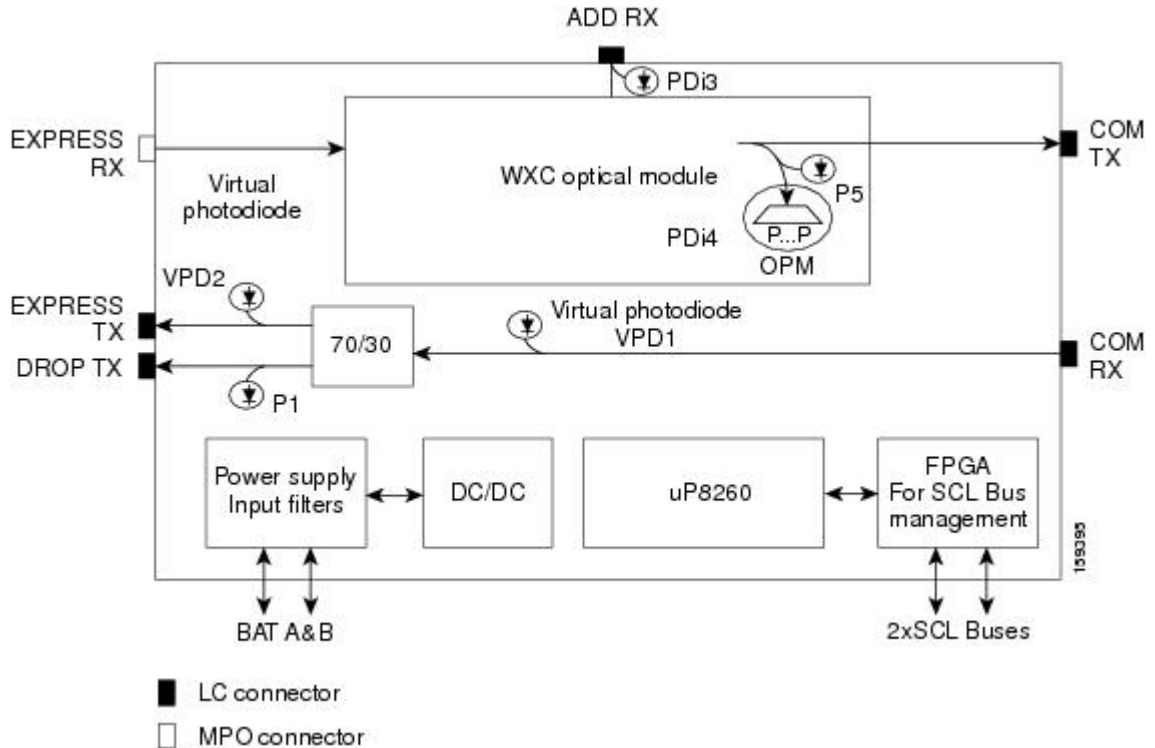 ADD RX
PDi3
EXPRESS
RX
COM
TX
Virtual
photodiode
WXC optical module
P5
PDi4
P...P
OPM
VPD2
EXPRESS
TX
Virtual photodiode
VPD1
70/30
DROP TX
COM
RX
P1
Power supply
Input filters
DC/DC
uP8260
FPGA
For SCL Bus
management
159395
BAT A&B
2xSCL Buses
LC connector
MPO connector